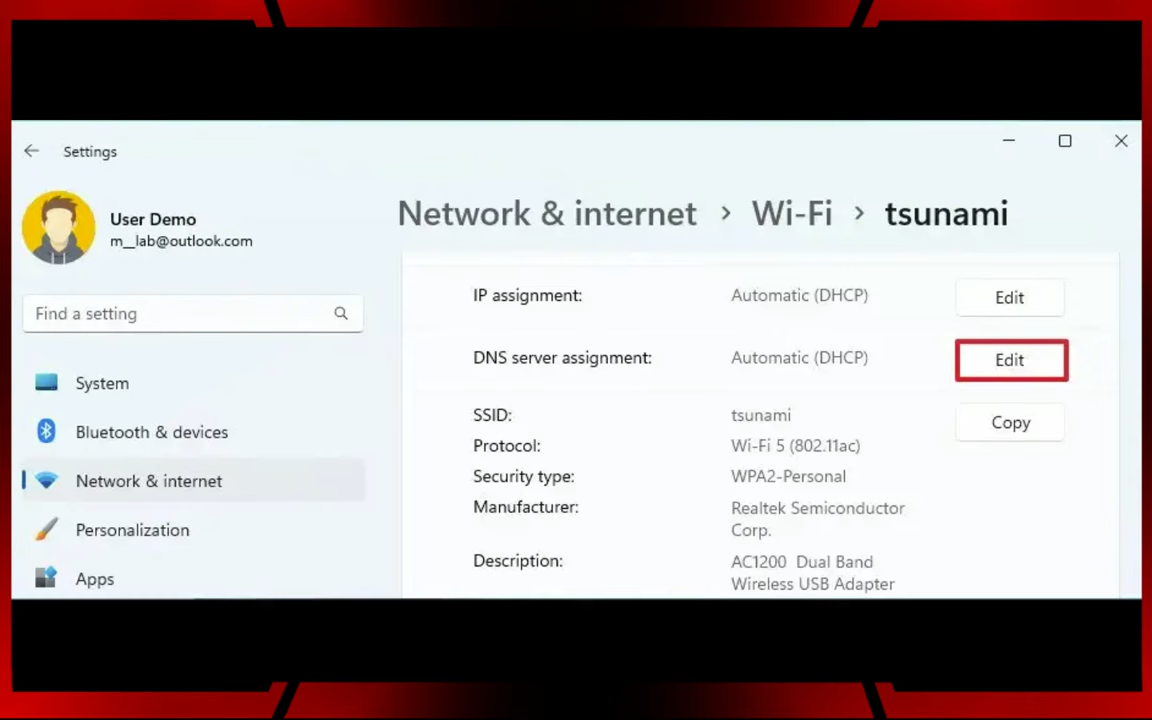 Settings
User Demo
m__lab@outlook.com
Find a setting
System
Bluetooth & devices
Network & internet
Personalization
Apps
Network & internet > Wi-Fi > tsunami
IP assignment: Automatic (DHCP) Edit
DNS server assignment: Automatic (DHCP) Edit
SSID: tsunami Copy
Protocol: Wi-Fi 5 (802.11ac)
Security type: WPA2-Personal
Manufacturer: Realtek Semiconductor
Corp.
Description: AC1200 Dual Band
Wireless USB Adapter